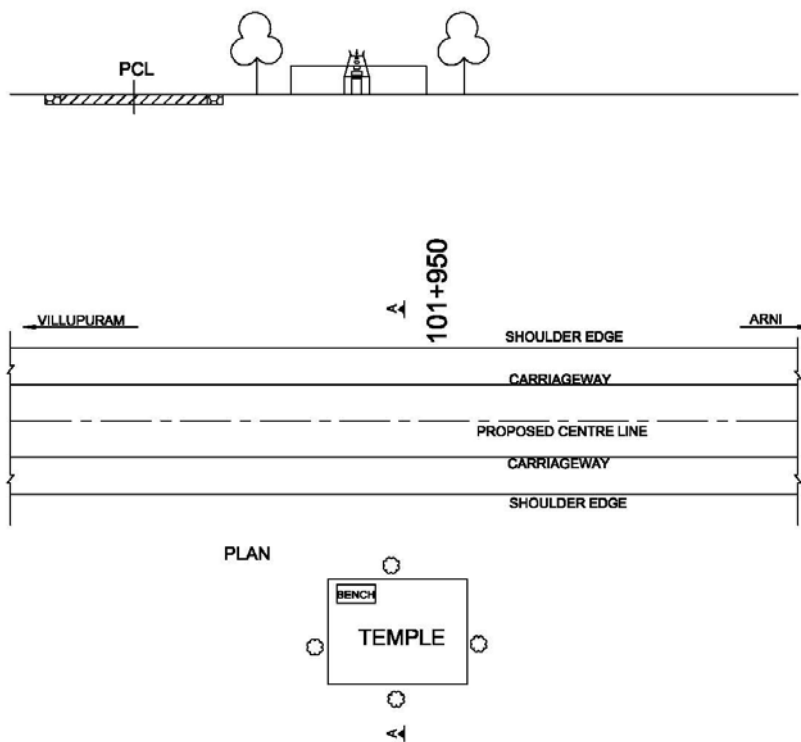 PCL
101+950
A
VILLUPURAM
ARNI
SHOULDER EDGE
CARRIAGEWAY
PROPOSED CENTRE LINE
CARRIAGEWAY
SHOULDER EDGE
PLAN
BENCH
TEMPLE
A